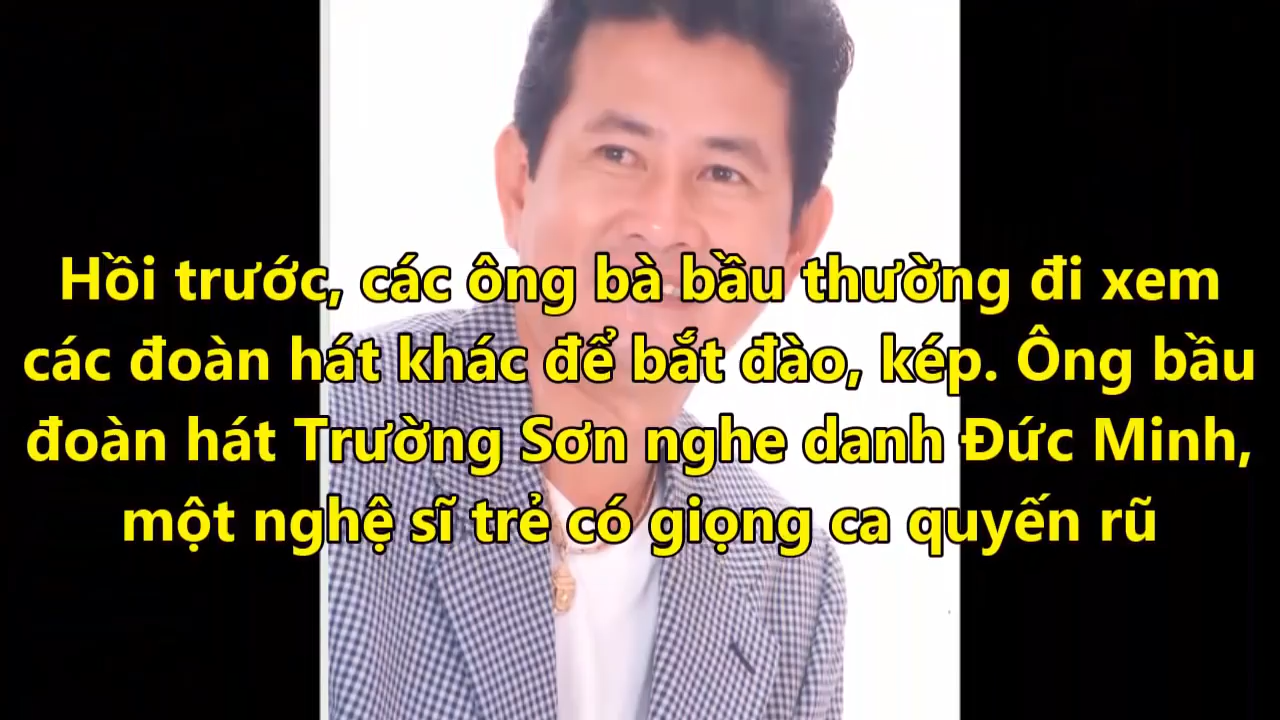 Hồi trước, các ông bà bầu thường đi xem
các đoàn hát khác để bắt đào, kép. Ông bầu
đoàn hát Trường Sơn nghe danh Đức Minh,
một nghệ sĩ trẻ có giọng ca quyến rũ